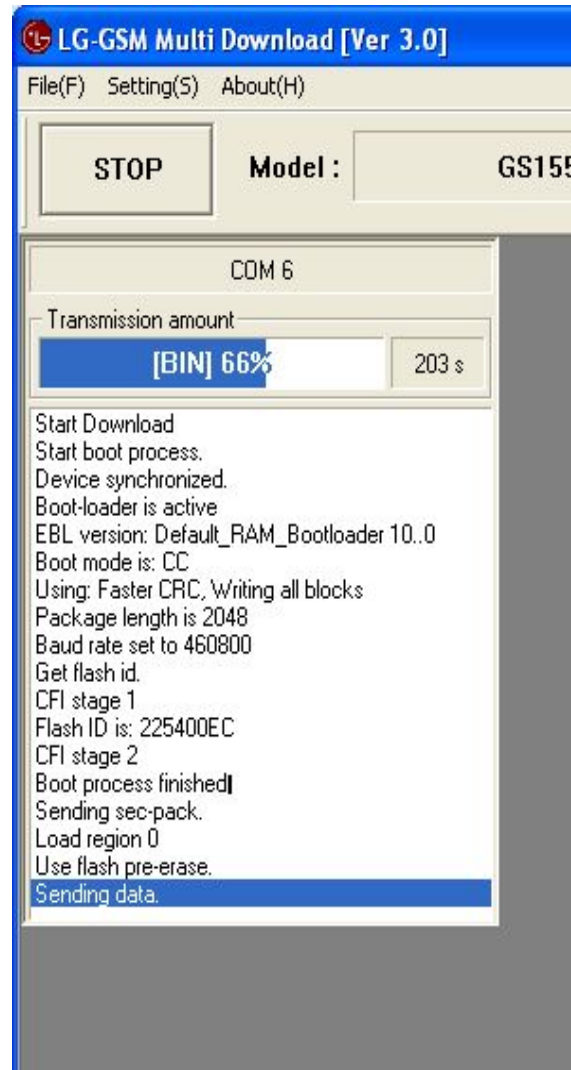 LG-GSM Multi Download [Ver 3.0]
File(F) Setting(S) About(H)
STOP Model : GS155
COM 6
Transmission amount
[BIN] 66% 203 s
Start Download
Start boot process.
Device synchronized.
Boot-loader is active
EBL version: Default_RAM_Bootloader 10..0
Boot mode is: CC
Using: Faster CRC, Writing all blocks
Package length is 2048
Baud rate set to 460800
Get flash id.
CFI stage 1
Flash ID is: 225400EC
CFI stage 2
Boot process finished
Sending sec-pack.
Load region 0
Use flash pre-erase.
Sending data.